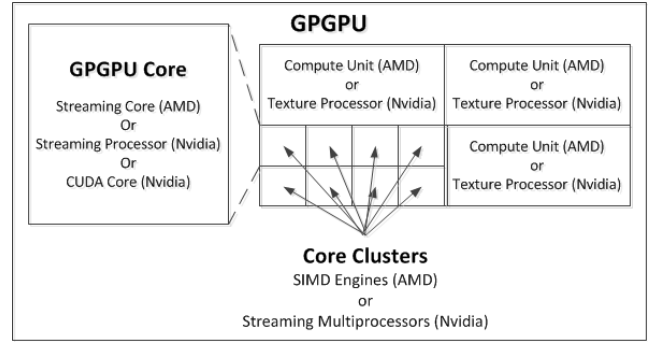 GPGPU
GPGPU Core
Streaming Core (AMD)
Or
Streaming Processor (Nvidia)
Or
CUDA Core (Nvidia)
Compute Unit (AMD)
or
Texture Processor (Nvidia)
Compute Unit (AMD)
or
Texture Processor (Nvidia)
Compute Unit (AMD)
or
Texture Processor (Nvidia)
Core Clusters
SIMD Engines (AMD)
or
Streaming Multiprocessors (Nvidia)